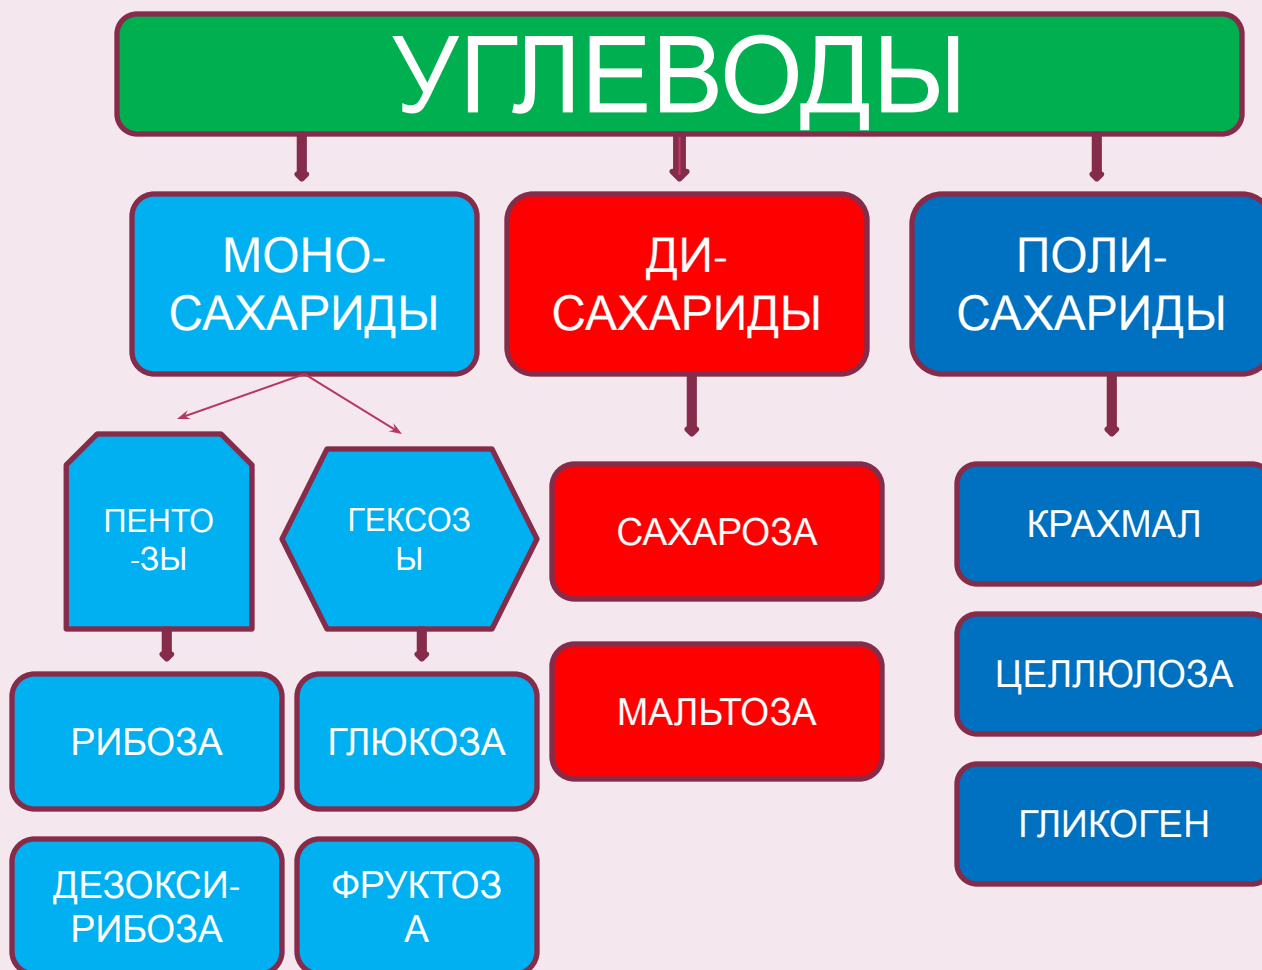 УГЛЕВОДЫ
МОНО-
САХАРИДЫ
ДИ-
САХАРИДЫ
ПОЛИ-
САХАРИДЫ
ПЕНТО
-ЗЫ
ГЕКСОЗ
Ы
САХАРОЗА
КРАХМАЛ
МАЛЬТОЗА
ЦЕЛЛЮЛОЗА
РИБОЗА
ГЛЮКОЗА
ГЛИКОГЕН
ДЕЗОКСИ-
РИБОЗА
ФРУКТОЗ
А